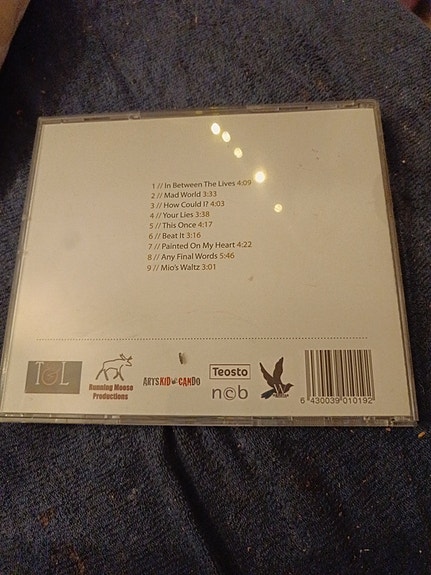 1 // In Between The Lives 4:09
2 // Mad World 3:33
3 // How Could I? 4:03
4 // Your Lies 3:38
5 // This Once 4:17
6 // Beat It 3:16
7 // Painted On My Heart 4:22
8 // Any Final Words 5:46
9 // Mio's Waltz 3:01
T&L
Running Moose
Productions
ARTSKID CANDO
Teosto
n©b
6 430039 010192